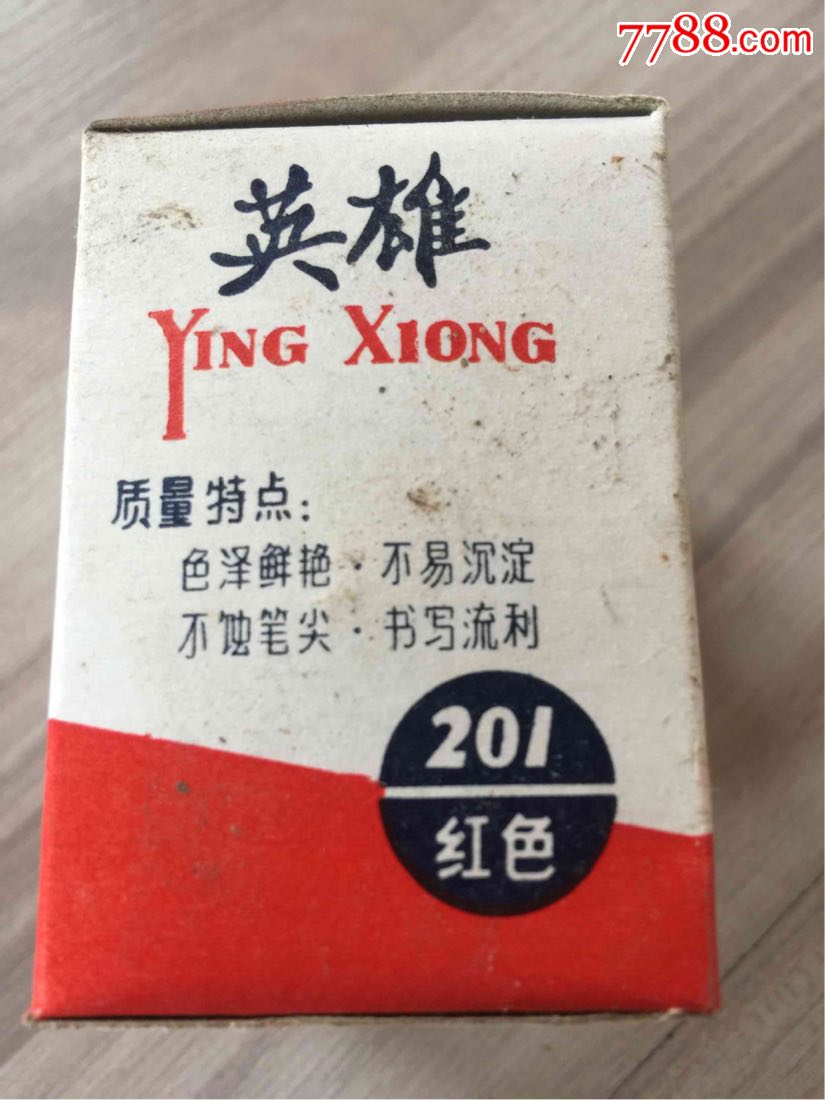 7788.com
英雄
YING XIONG
质量特点:
色泽鲜艳·不易沉淀
不蚀笔尖·书写流利
201
红色